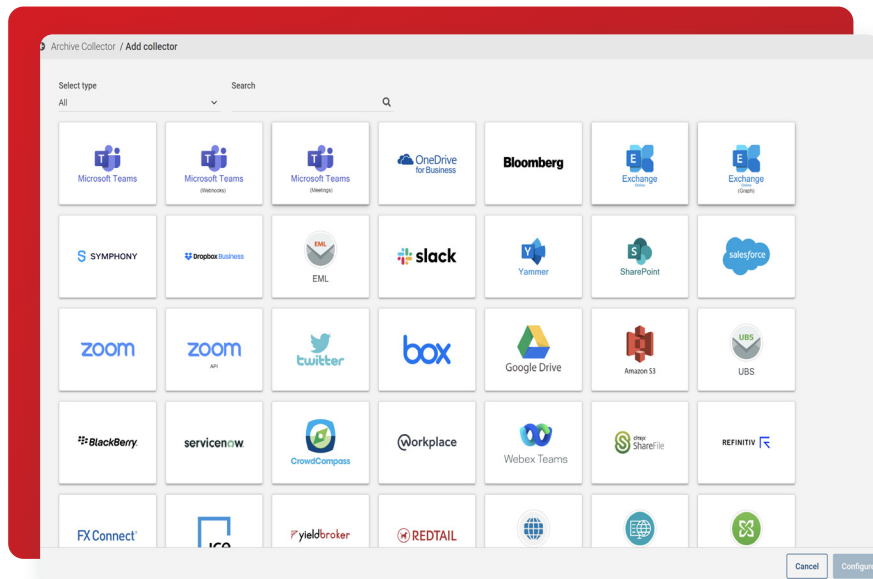 Archive Collector / Add collector
Select type
Search
All
T
Microsoft Teams
T
Microsoft Teams
(Webhooks)
T
Microsoft Teams
(Meetings)
OneDrive
for Business
Bloomberg
E
Exchange
Online
E
Exchange
Online
(Graph)
SYMPHONY
Dropbox Business
EML
EML
slack
Y
Yammer
S
SharePoint
salesforce
zoom
zoom
API
twitter
box
Google Drive
Amazon S3
UBS
UBS
BlackBerry
servicenow
CrowdCompass
workplace
Webex Teams
citrix
ShareFile
REFINITIV
FX Connect
ice
yieldbroker
REDTAIL
Cancel
Configure